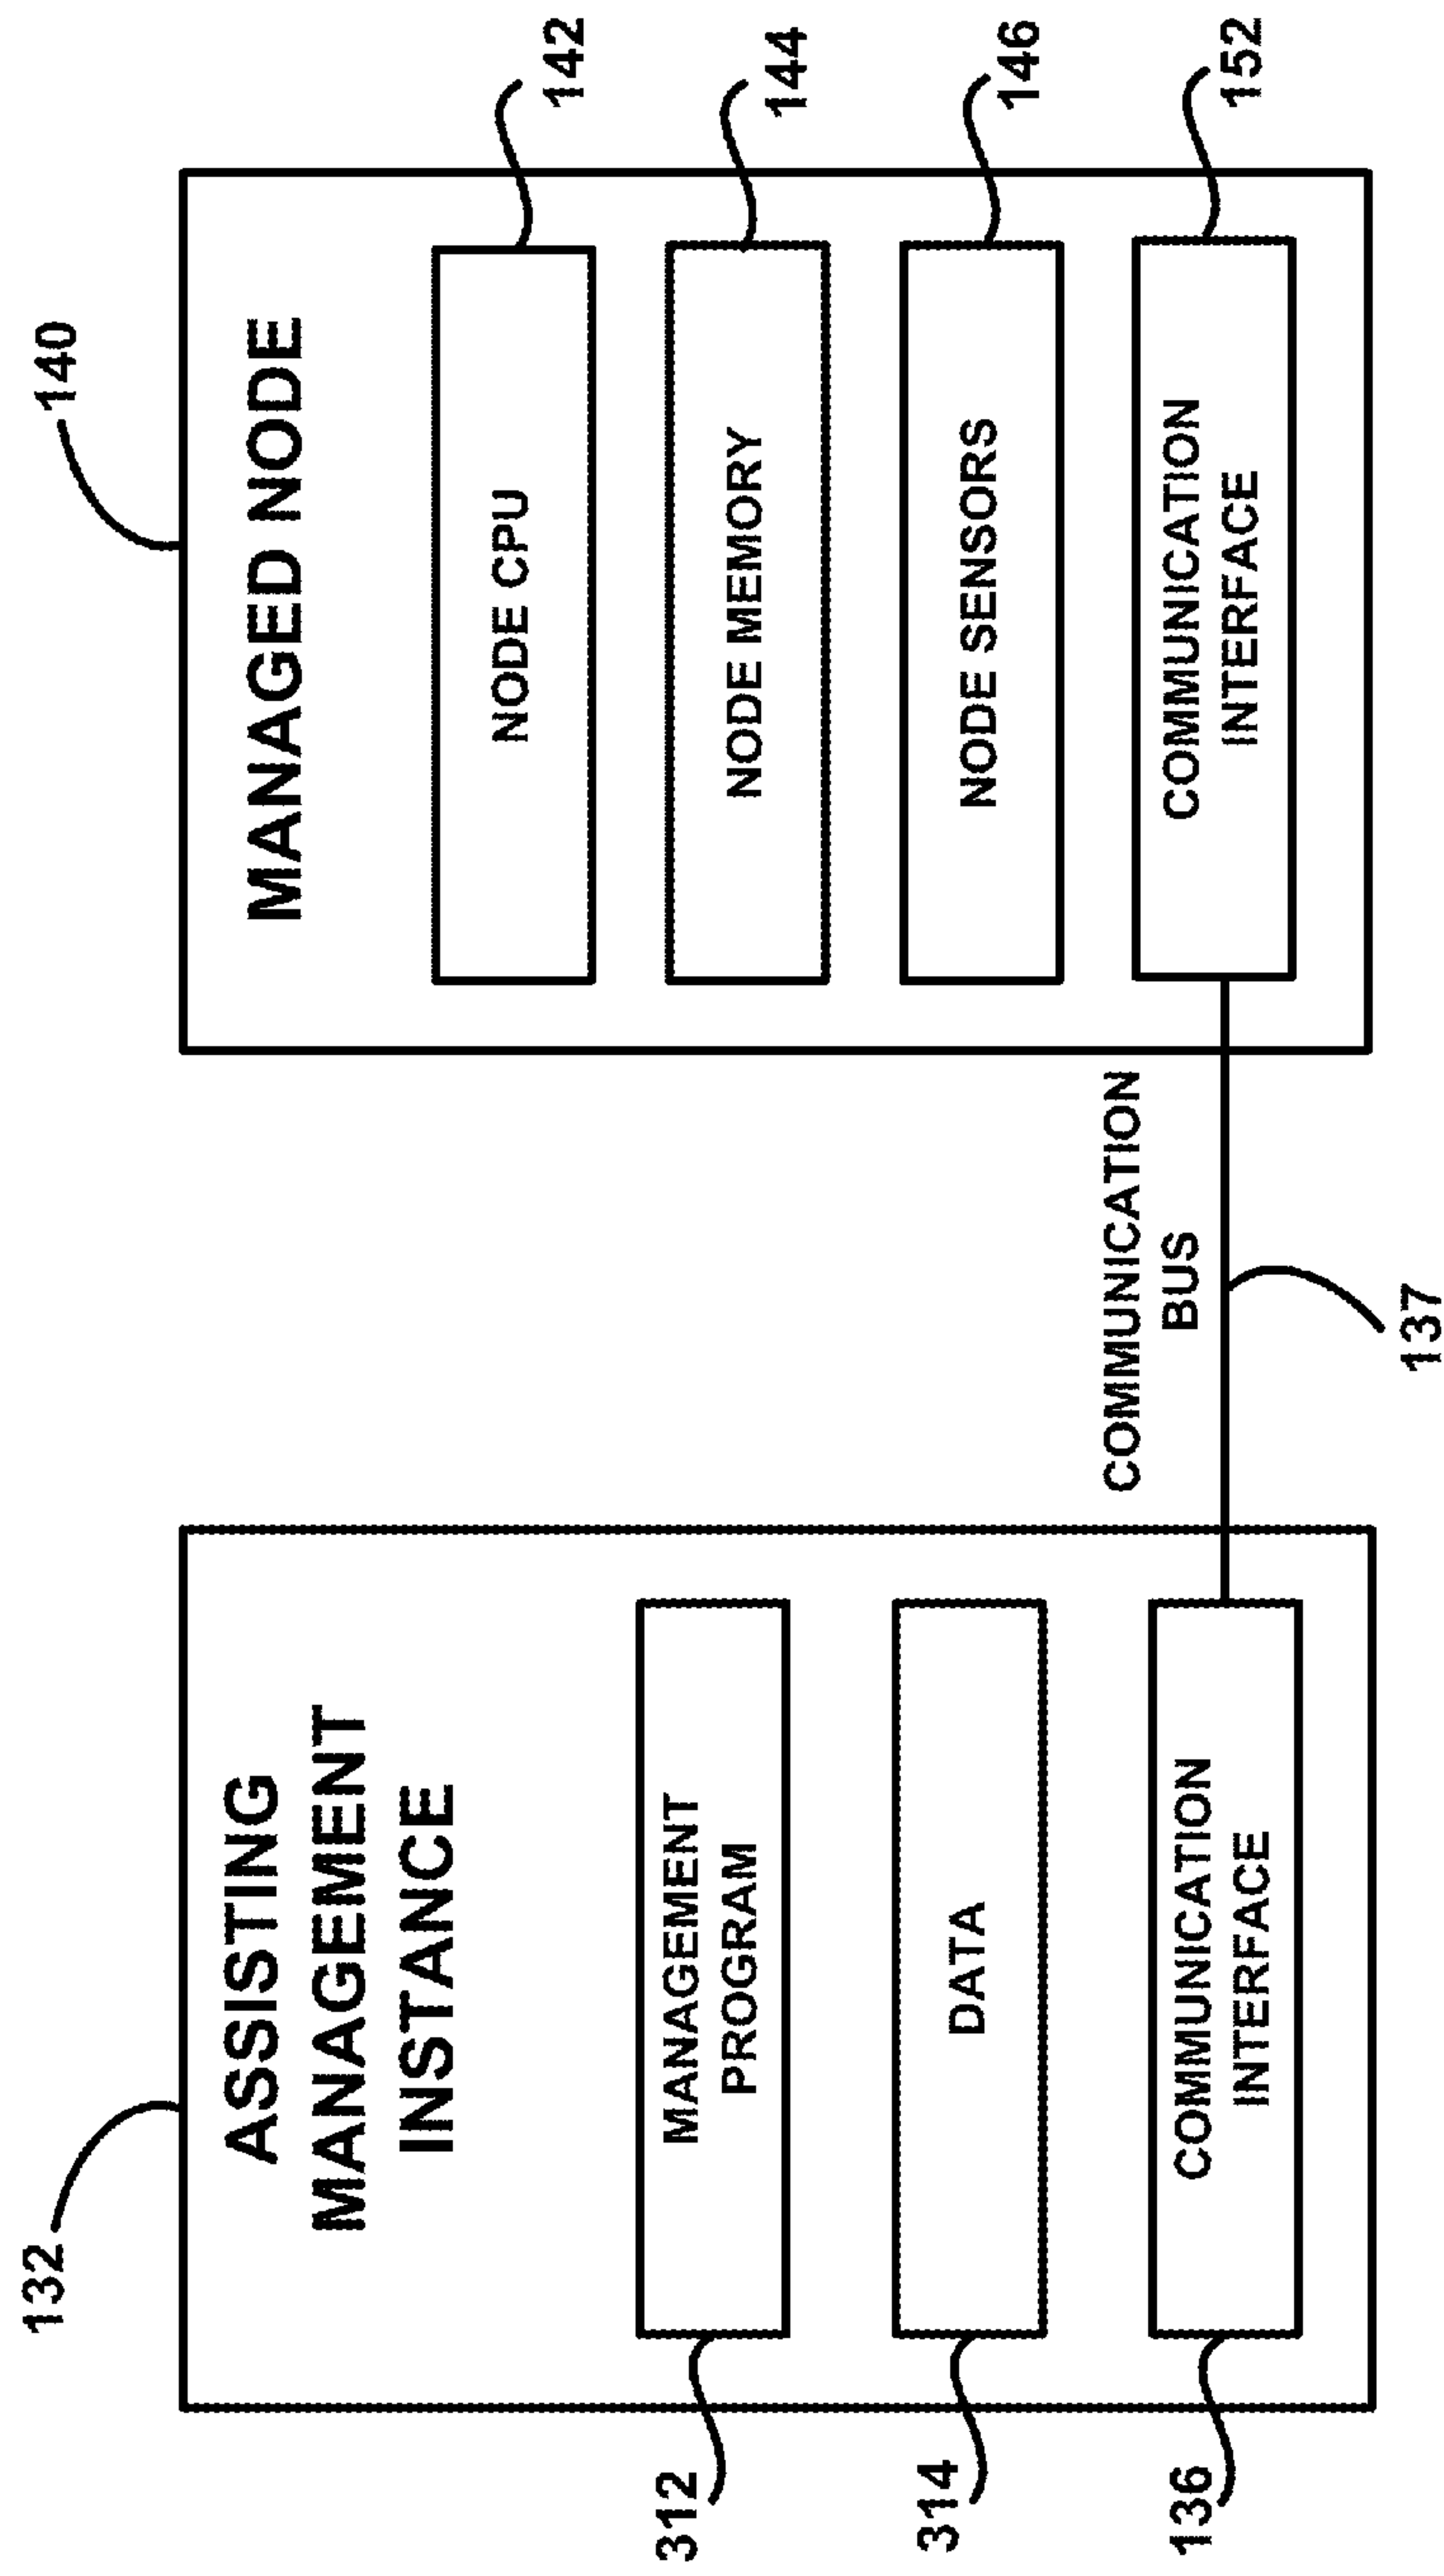 132
ASSISTING
MANAGEMENT
INSTANCE
312
MANAGEMENT
PROGRAM
314
DATA
136
COMMUNICATION
INTERFACE
COMMUNICATION
BUS
137
140
MANAGED NODE
NODE CPU
142
NODE MEMORY
144
NODE SENSORS
146
COMMUNICATION
INTERFACE
152